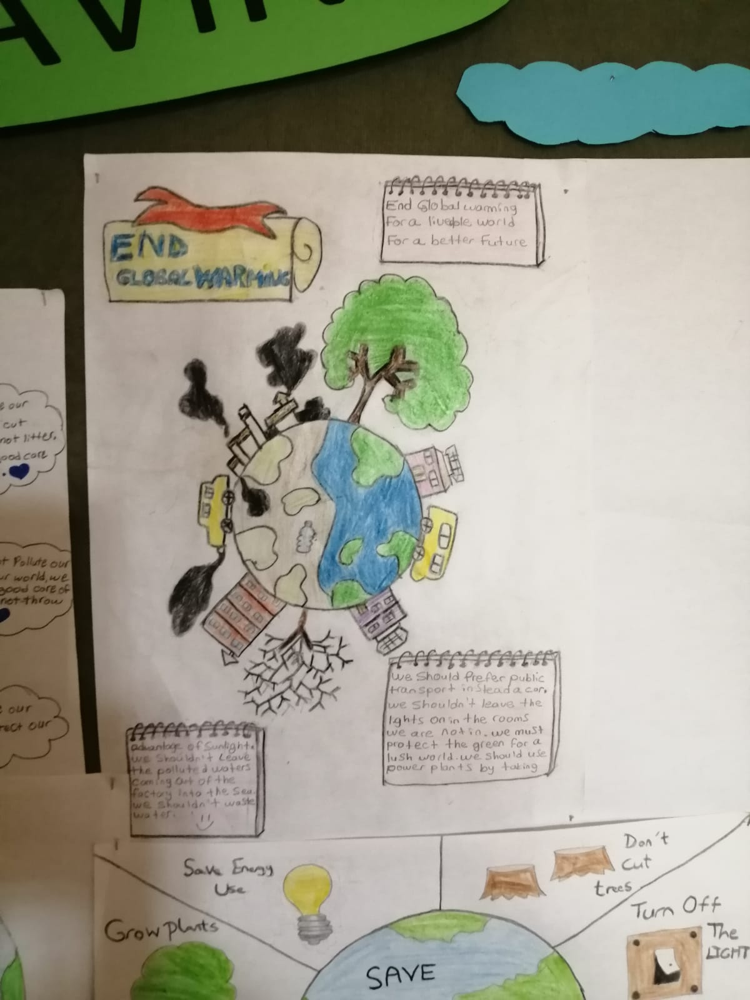 END
GLOBAL WARMING
End Global warming
For a liveable world
For a better Future
e our
cut
not litter.
good care
t Pollute our
ur world, we
good care of
not throw
e our
tect our
we Should Prefer public
transport instead a car.
we shouldn't leave the
lghts on in the rooms
we are not in. we must
protect the green for a
lush world. we should use
power plants by taking
advantage of Sunlight.
we Shouldn't Leave
the polluted waters
coming out of the
factory into the Sea.
we shouldn't waste
water.
Save Energy
Use
Don't
cut
trees
Grow plants
Turn Off
The
LIGHT
SAVE